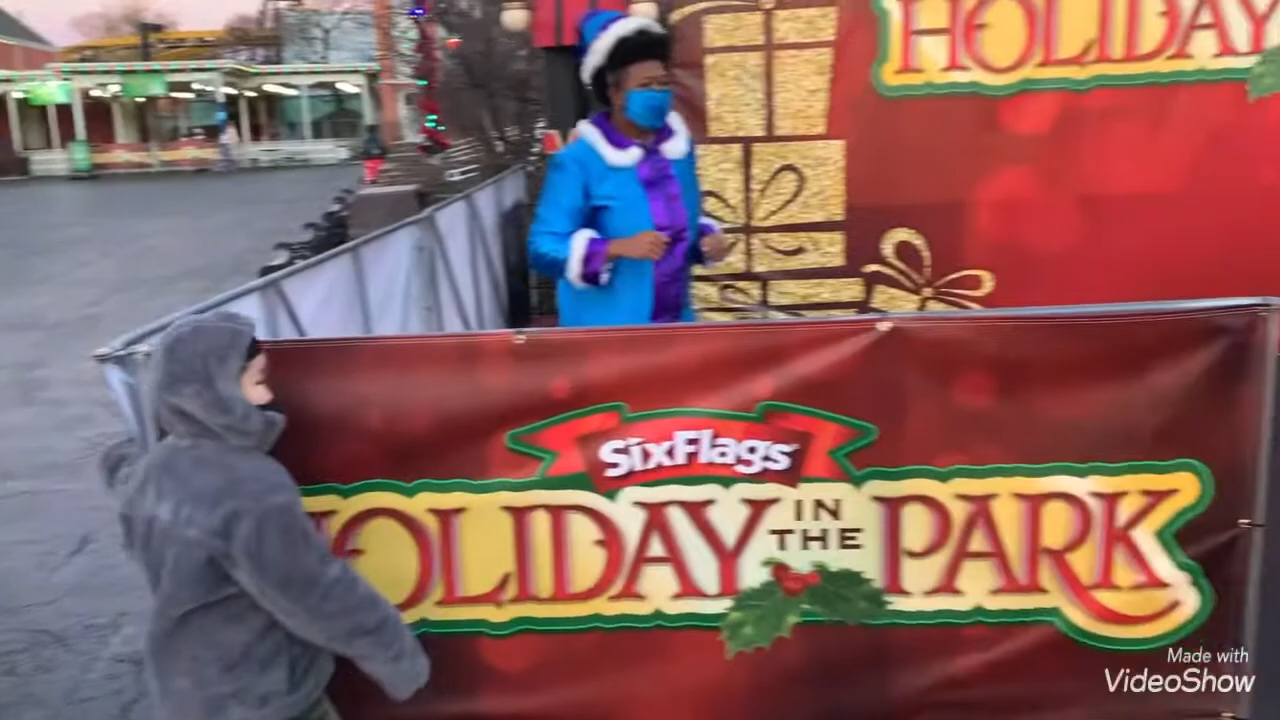 HOLIDAY
SixFlags
HOLIDAY IN THE PARK
Made with
VideoShow